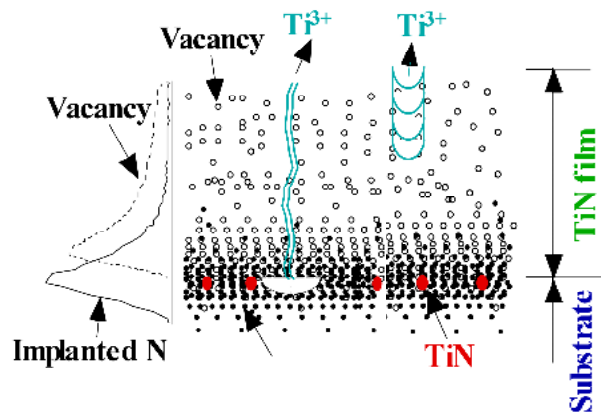 Ti³⁺
Ti³⁺
Vacancy
Vacancy
TiN film
Implanted N
TiN
Substrate